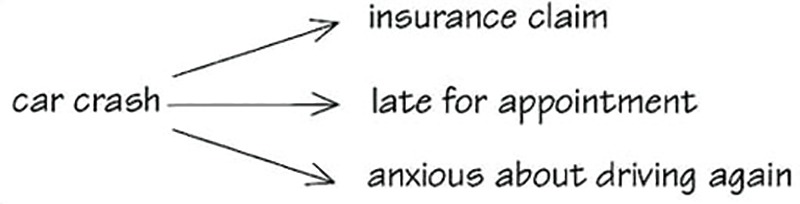 insurance claim
car crash
late for appointment
anxious about driving again